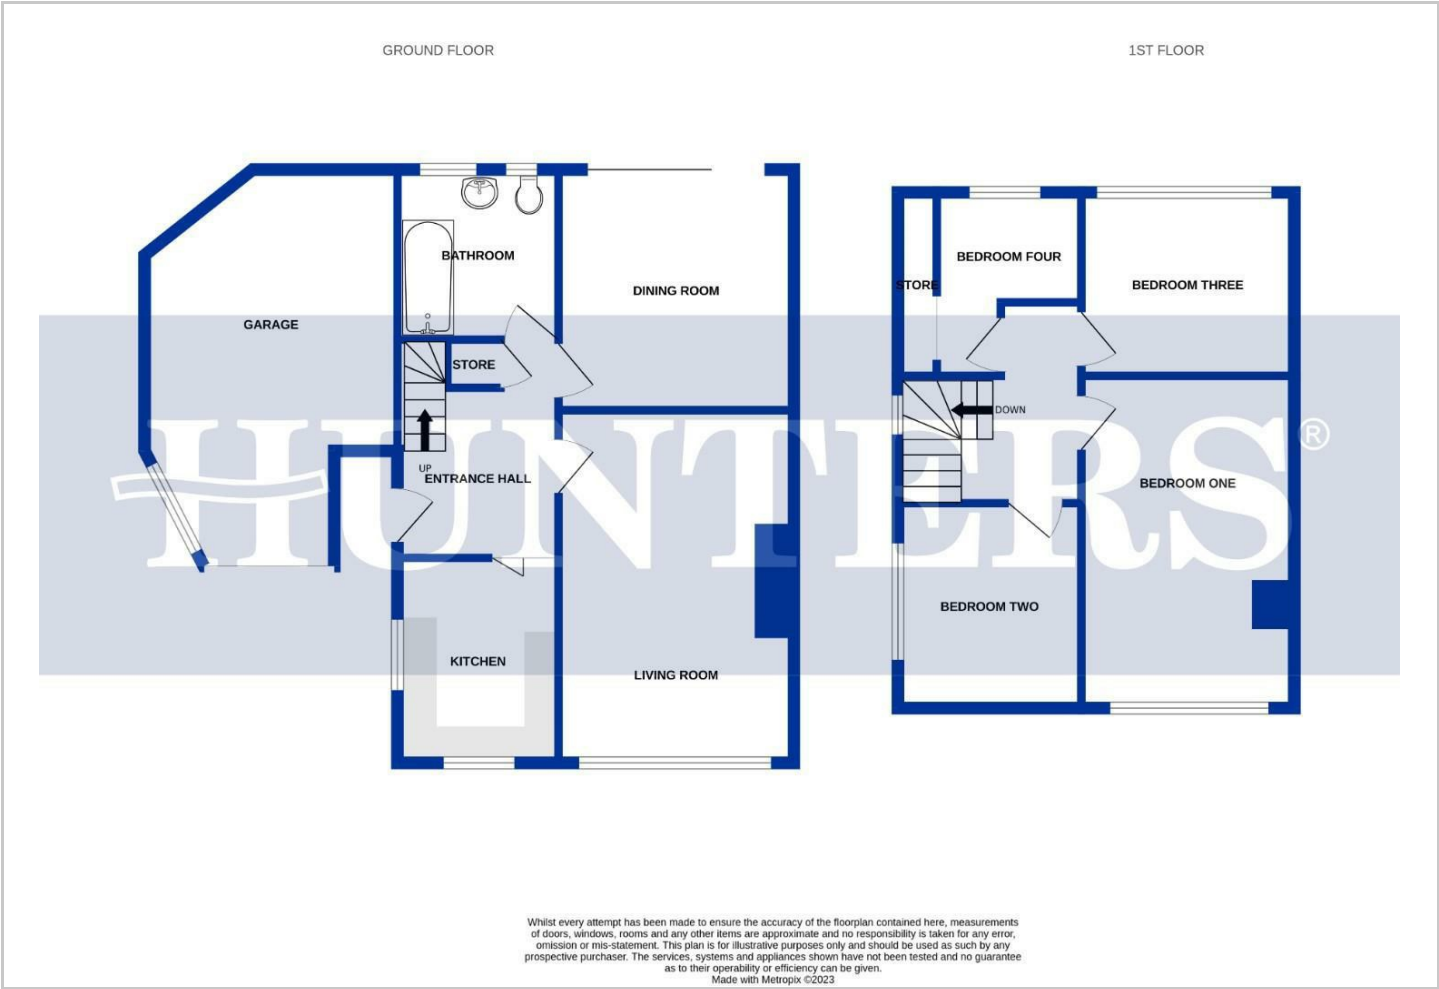 GROUND FLOOR
1ST FLOOR
BATHROOM
BEDROOM FOUR
STORE
BEDROOM THREE
DINING ROOM
GARAGE
STORE
DOWN
HUNTERS®
UP
ENTRANCE HALL
BEDROOM ONE
BEDROOM TWO
KITCHEN
LIVING ROOM
Whilst every attempt has been made to ensure the accuracy of the floorplan contained here, measurements
of doors, windows, rooms and any other items are approximate and no responsibility is taken for any error,
omission or mis-statement. This plan is for illustrative purposes only and should be used as such by any
prospective purchaser. The services, systems and appliances shown have not been tested and no guarantee
as to their operability or efficiency can be given.
Made with Metropix ©2023